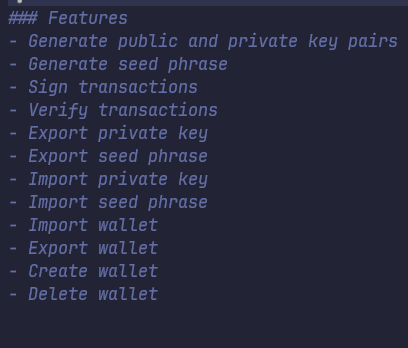 ### Features
- Generate public and private key pairs
- Generate seed phrase
- Sign transactions
- Verify transactions
- Export private key
- Export seed phrase
- Import private key
- Import seed phrase
- Import wallet
- Export wallet
- Create wallet
- Delete wallet